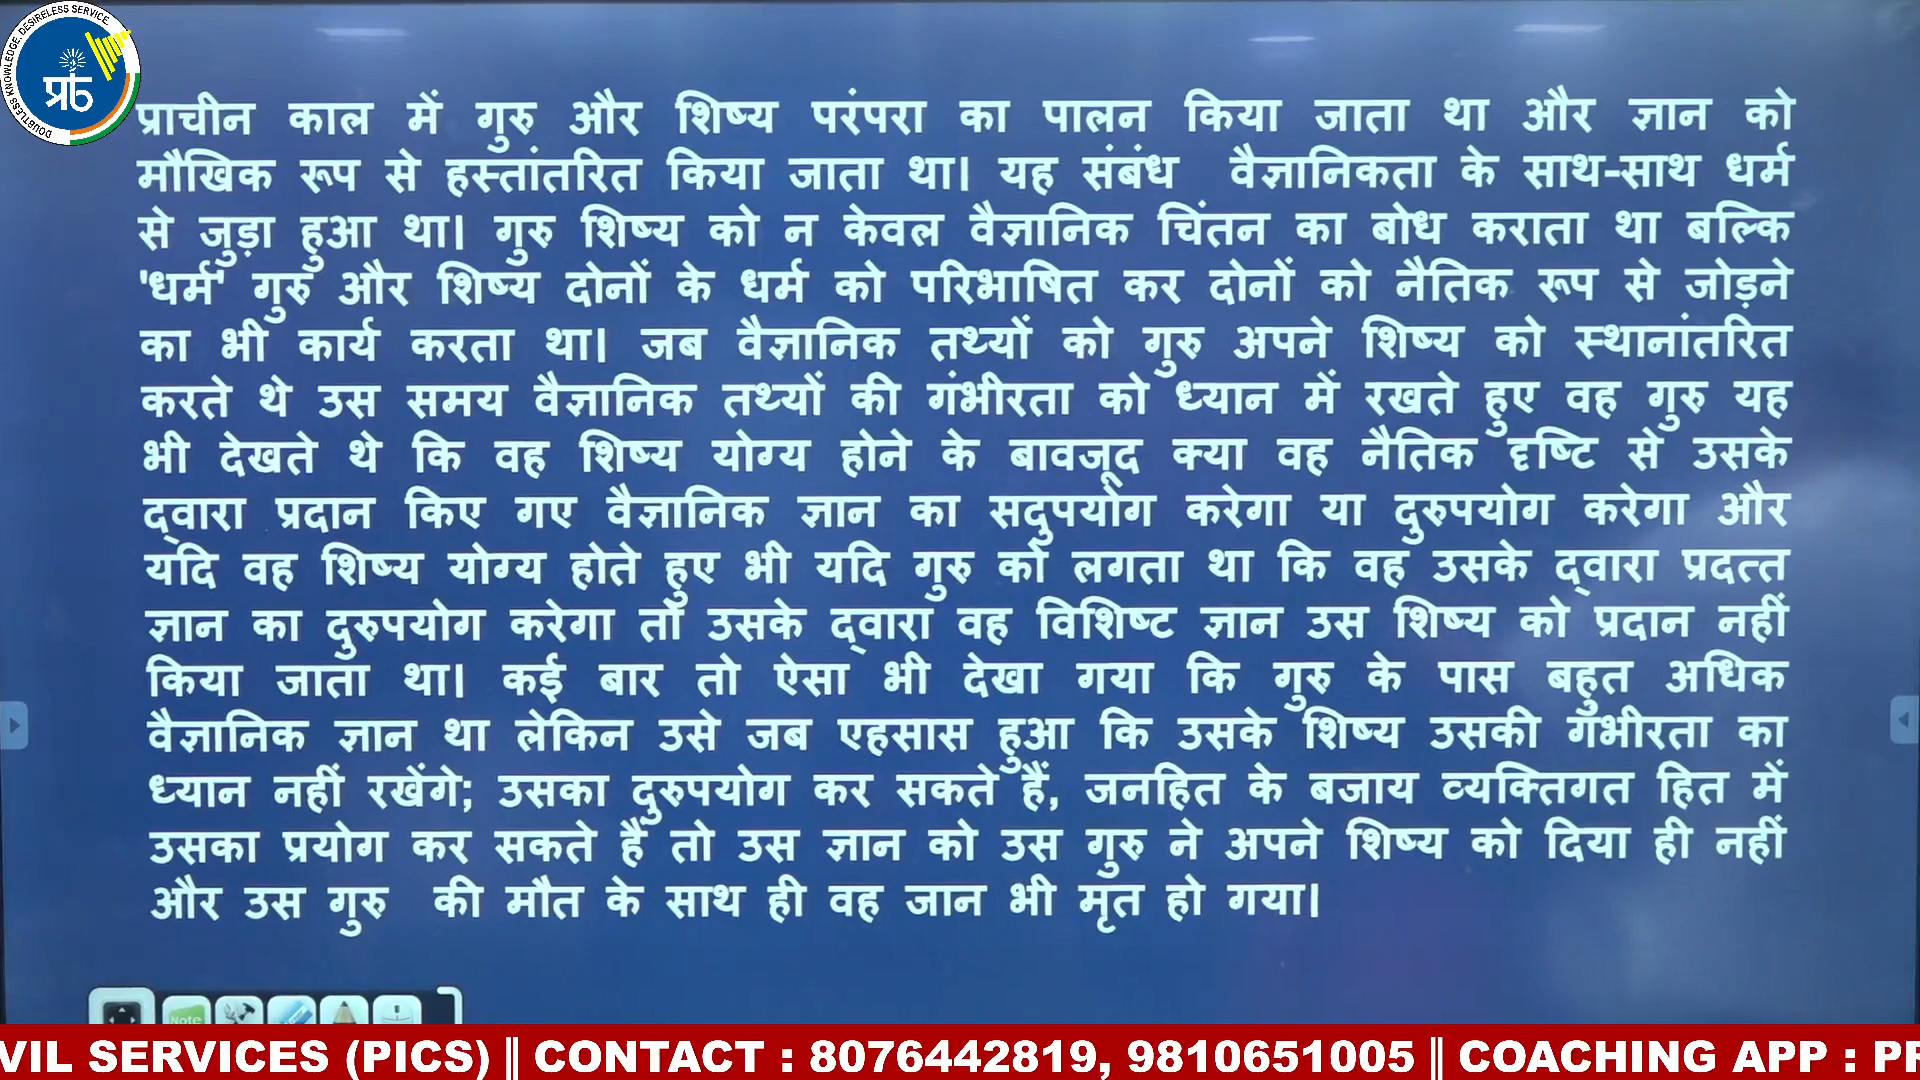 DOUBTLESS KNOWLEDGE, DESIRELESS SERVICE
प्राचीन काल में गुरु और शिष्य परंपरा का पालन किया जाता था और ज्ञान को
मौखिक रूप से हस्तांतरित किया जाता था। यह संबंध वैज्ञानिकता के साथ-साथ धर्म
से जुड़ा हुआ था। गुरु शिष्य को न केवल वैज्ञानिक चिंतन का बोध कराता था बल्कि
'धर्म' गुरु और शिष्य दोनों के धर्म को परिभाषित कर दोनों को नैतिक रूप से जोड़ने
का भी कार्य करता था। जब वैज्ञानिक तथ्यों को गुरु अपने शिष्य को स्थानांतरित
करते थे उस समय वैज्ञानिक तथ्यों की गंभीरता को ध्यान में रखते हुए वह गुरु यह
भी देखते थे कि वह शिष्य योग्य होने के बावजूद क्या वह नैतिक दृष्टि से उसके
द्वारा प्रदान किए गए वैज्ञानिक ज्ञान का सदुपयोग करेगा या दुरुपयोग करेगा और
यदि वह शिष्य योग्य होते हुए भी यदि गुरु को लगता था कि वह उसके द्वारा प्रदत्त
ज्ञान का दुरुपयोग करेगा तो उसके द्वारा वह विशिष्ट ज्ञान उस शिष्य को प्रदान नहीं
किया जाता था। कई बार तो ऐसा भी देखा गया कि गुरु के पास बहुत अधिक
वैज्ञानिक ज्ञान था लेकिन उसे जब एहसास हुआ कि उसके शिष्य उसकी गंभीरता का
ध्यान नहीं रखेंगे; उसका दुरुपयोग कर सकते हैं, जनहित के बजाय व्यक्तिगत हित में
उसका प्रयोग कर सकते हैं तो उस ज्ञान को उस गुरु ने अपने शिष्य को दिया ही नहीं
और उस गुरु की मौत के साथ ही वह जान भी मृत हो गया।
Note
VIL SERVICES (PICS) || CONTACT : 8076442819, 9810651005 || COACHING APP : PR